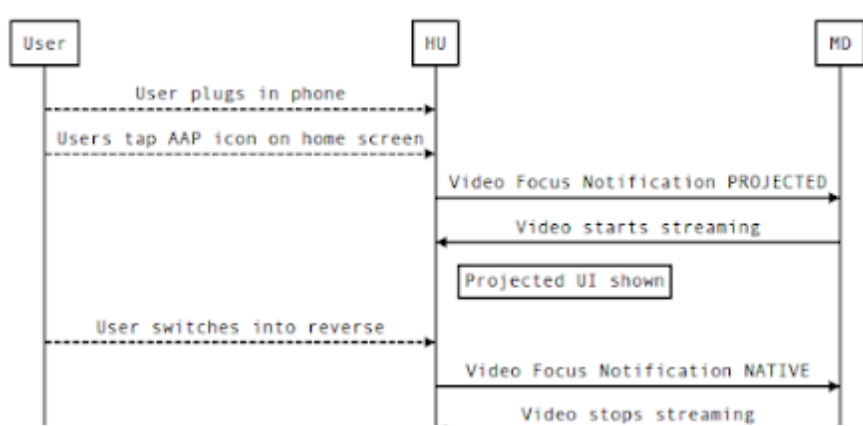 User
HU
MD
User plugs in phone
Users tap AAP icon on home screen
Video Focus Notification PROJECTED
Video starts streaming
Projected UI shown
User switches into reverse
Video Focus Notification NATIVE
Video stops streaming